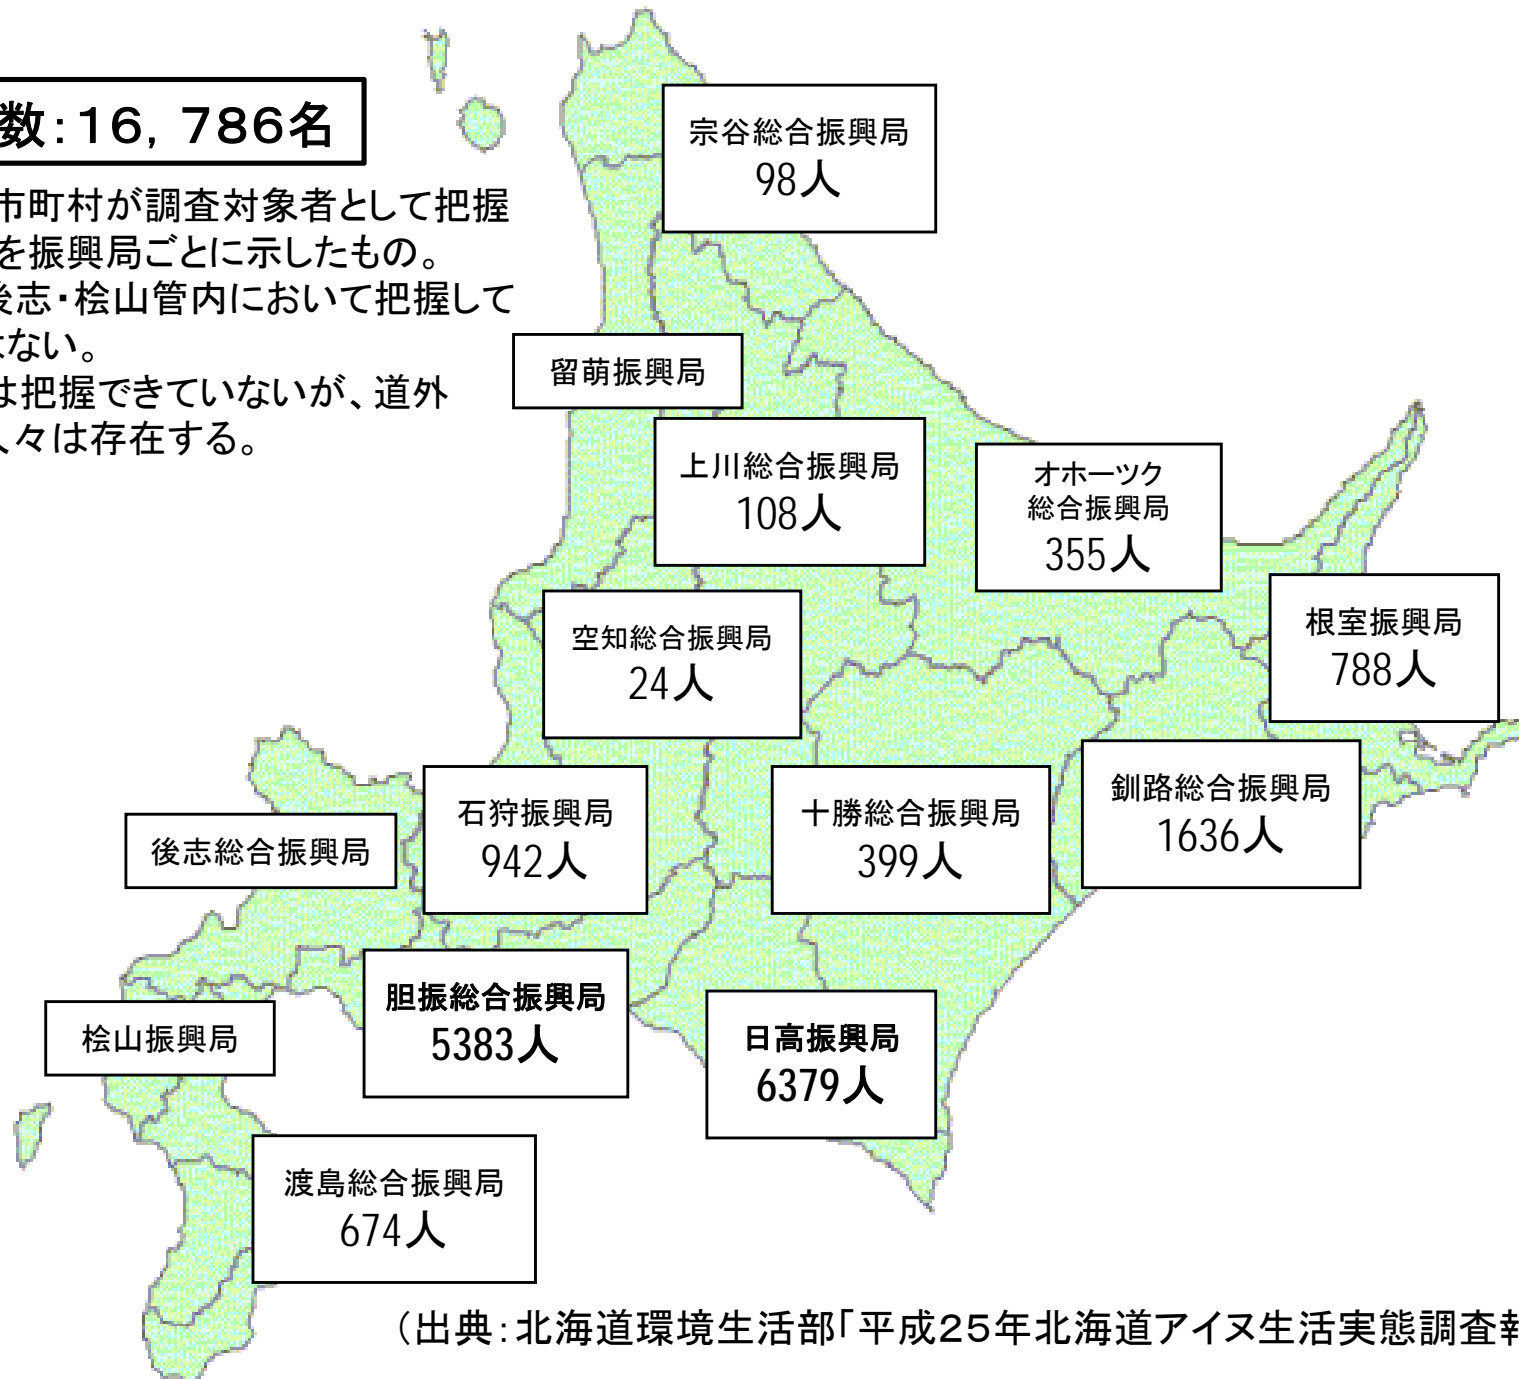 数：１６，７８６名
市町村が調査対象者として把握
を振興局ごとに示したもの。
後志・桧山管内において把握して
はない。
は把握できていないが、道外
人々は存在する。
宗谷総合振興局
98人
留萌振興局
上川総合振興局
108人
オホーツク
総合振興局
355人
空知総合振興局
24人
根室振興局
788人
釧路総合振興局
1636人
石狩振興局
942人
十勝総合振興局
399人
後志総合振興局
胆振総合振興局
5383人
日高振興局
6379人
桧山振興局
渡島総合振興局
674人
（出典：北海道環境生活部「平成２５年北海道アイヌ生活実態調査